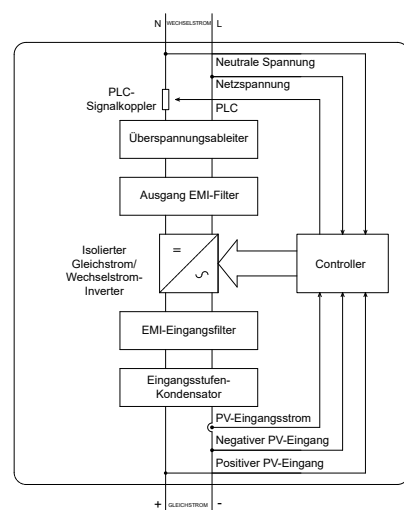 N WECHSELSTROM L
Neutrale Spannung
Netzspannung
PLC-
Signalkoppler
PLC
Überspannungsableiter
Ausgang EMI-Filter
Isolierter
Gleichstrom/
Wechselstrom-
Inverter
=
Controller
EMI-Eingangsfilter
Eingangsstufen-
Kondensator
PV-Eingangsstrom
Negativer PV-Eingang
Positiver PV-Eingang
+ GLEICHSTROM -